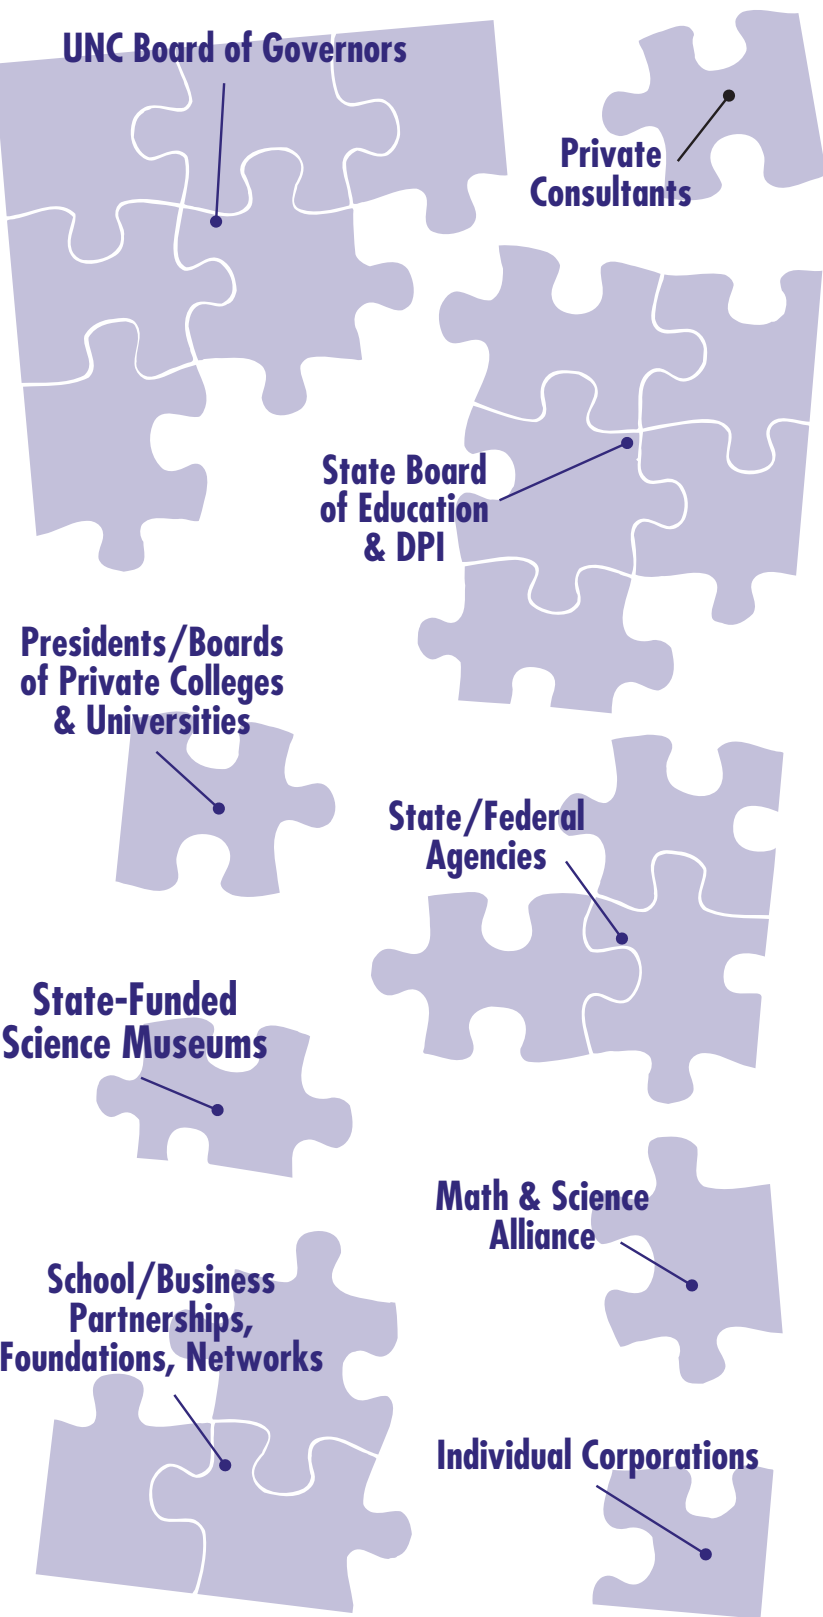 UNC Board of Governors
Private
Consultants
State Board
of Education
& DPI
Presidents/Boards
of Private Colleges
& Universities
State/Federal
Agencies
State-Funded
Science Museums
Math & Science
Alliance
School/Business
Partnerships,
Foundations, Networks
Individual Corporations